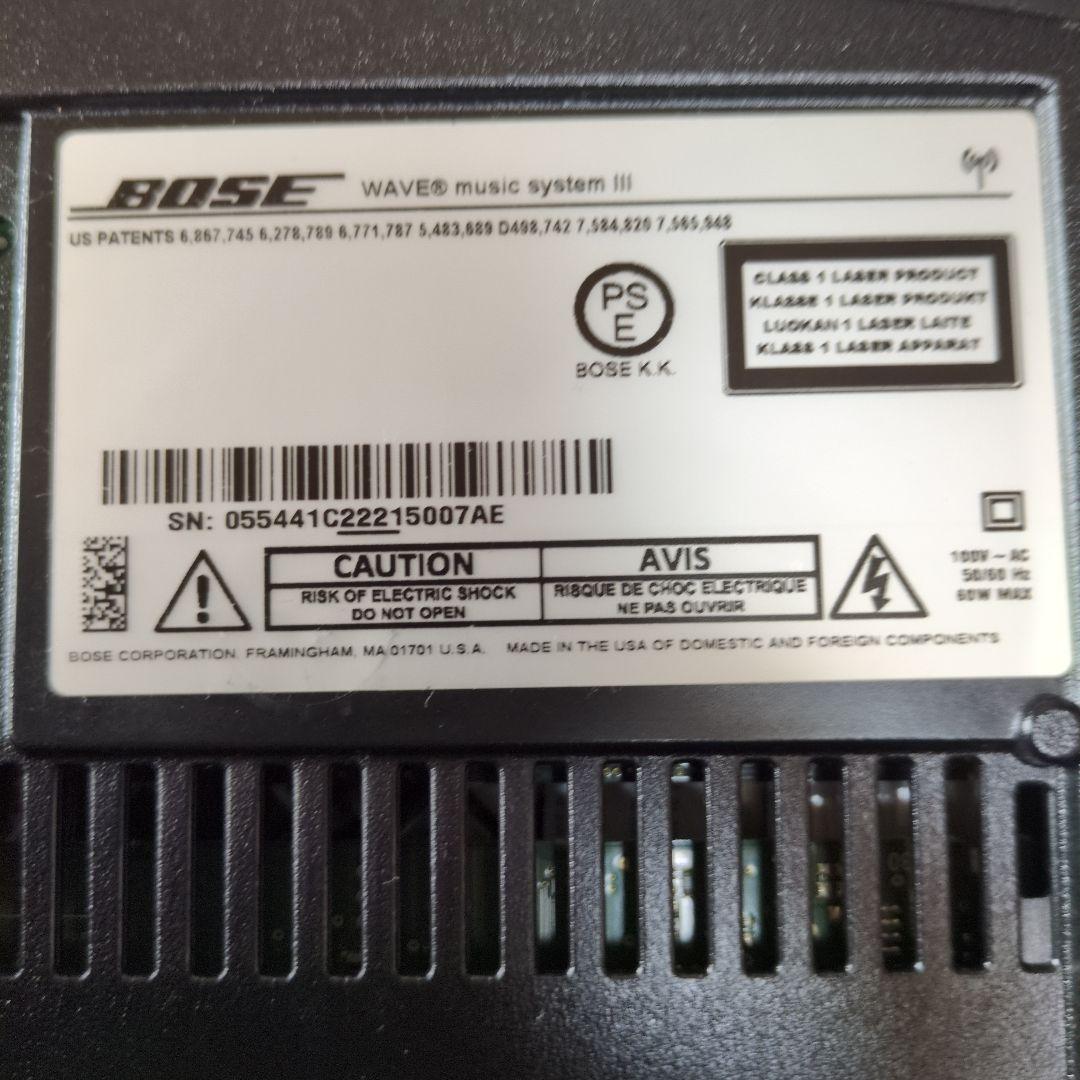 BOSE WAVE® music system III
US PATENTS 6,867,745 6,278,789 6,771,787 5,483,689 D498,742 7,584,820 7,565,948
PS
E
BOSE K.K.
CLASS 1 LASER PRODUCT
KLASSE 1 LASER PRODUKT
LUOKAN 1 LASER LAITE
KLASS 1 LASER APPARAT
SN: 055441C22215007AE
CAUTION
RISK OF ELECTRIC SHOCK
DO NOT OPEN
AVIS
RISQUE DE CHOC ELECTRIQUE
NE PAS OUVRIR
100V ~ AC
50/60 Hz
60W MAX
BOSE CORPORATION. FRAMINGHAM, MA 01701 U.S.A. MADE IN THE USA OF DOMESTIC AND FOREIGN COMPONENTS